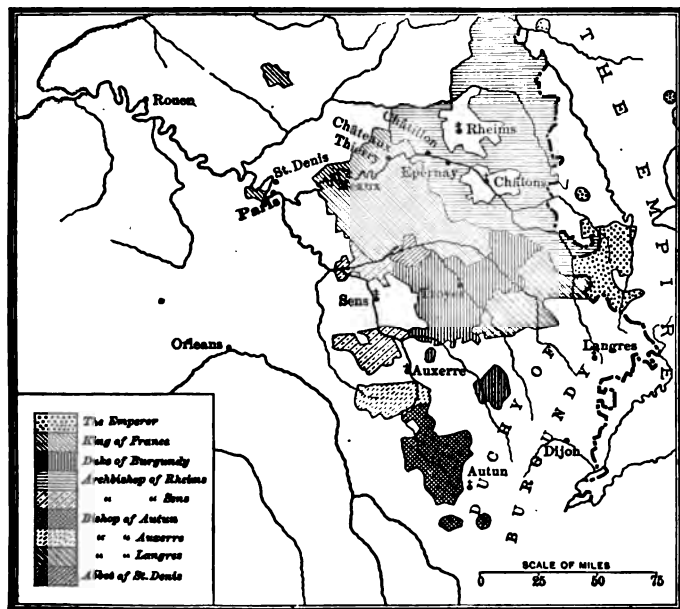 THE EMPIRE
Rouen
St. Denis
Paris
Meaux
Château
Thierry
Châtillon
Rheims
Epernay
Châlons
Sens
Troyes
Orleans
Auxerre
Langres
Dijon
Autun
DUCHY OF
BURGUNDY
The Emperor
King of France
Duke of Burgundy
Archbishop of Rheims
" " Sens
Bishop of Autun
" " Auxerre
" " Langres
Abbot of St. Denis
SCALE OF MILES
0 25 50 75